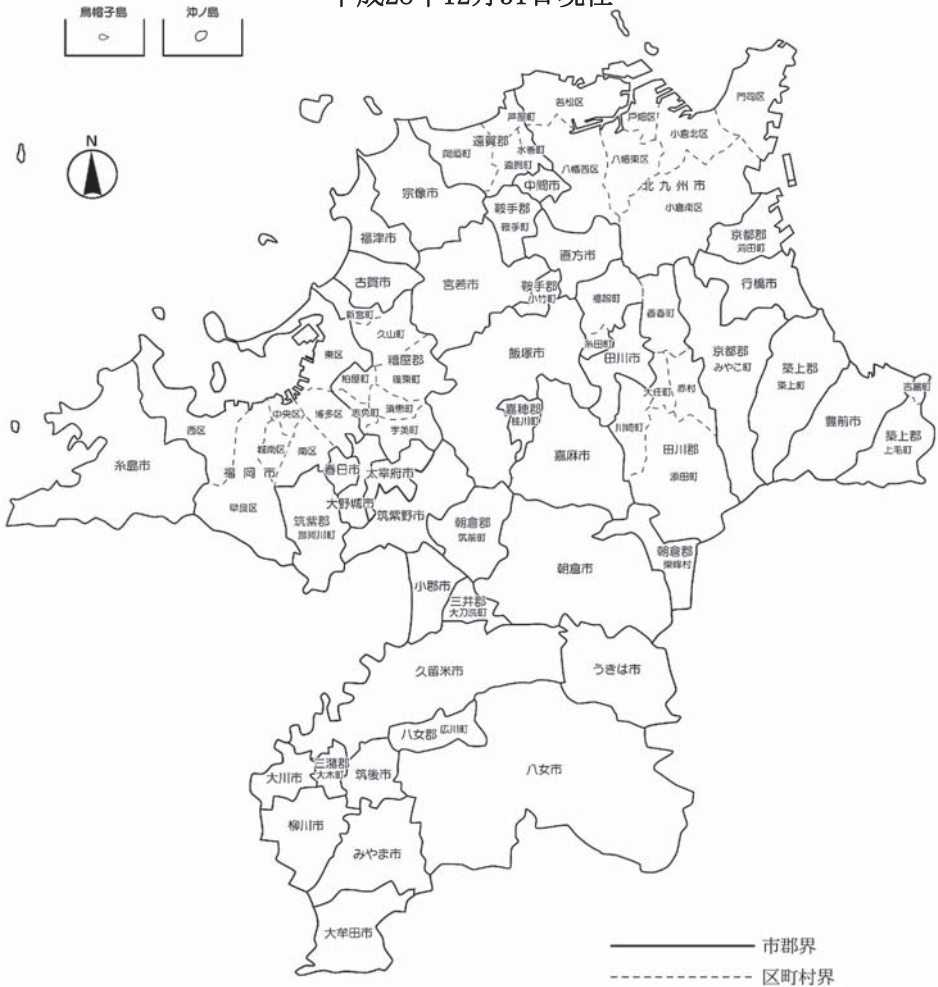 烏帽子島
沖ノ島
N
若松区
門司区
芦屋町
戸畑区
小倉北区
遠賀郡
岡垣町
水巻町
遠賀町
八幡西区
八幡東区
中間市
北九州市
小倉南区
宗像市
鞍手郡
鞍手町
福津市
直方市
京都郡
苅田町
古賀市
宮若市
鞍手郡
小竹町
福智町
香春町
行橋市
新宮町
久山町
糸田町
東区
糟屋郡
飯塚市
田川市
京都郡
みやこ町
築上郡
築上町
粕屋町
篠栗町
大任町
赤村
吉富町
西区
中央区
博多区
志免町
須恵町
宇美町
嘉穂郡
桂川町
川崎町
豊前市
築上郡
上毛町
糸島市
城南区
南区
春日市
太宰府市
嘉麻市
田川郡
添田町
福岡市
早良区
大野城市
筑紫郡
那珂川町
筑紫野市
朝倉郡
筑前町
朝倉市
朝倉郡
東峰村
小郡市
三井郡
大刀洗町
久留米市
うきは市
八女郡 広川町
大川市
三潴郡
大木町
筑後市
八女市
柳川市
みやま市
大牟田市
市郡界
区町村界